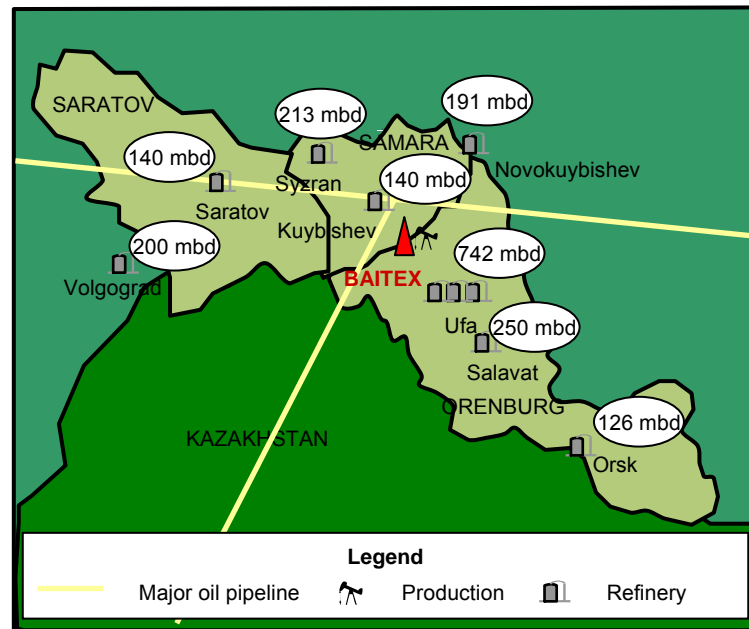 SARATOV
213 mbd
191 mbd
SAMARA
140 mbd
Syzran
Novokuybishev
140 mbd
Saratov
Kuybishev
200 mbd
742 mbd
Volgograd
BAITEX
Ufa
250 mbd
Salavat
ORENBURG
126 mbd
KAZAKHSTAN
Orsk
Legend
Major oil pipeline
Production
Refinery